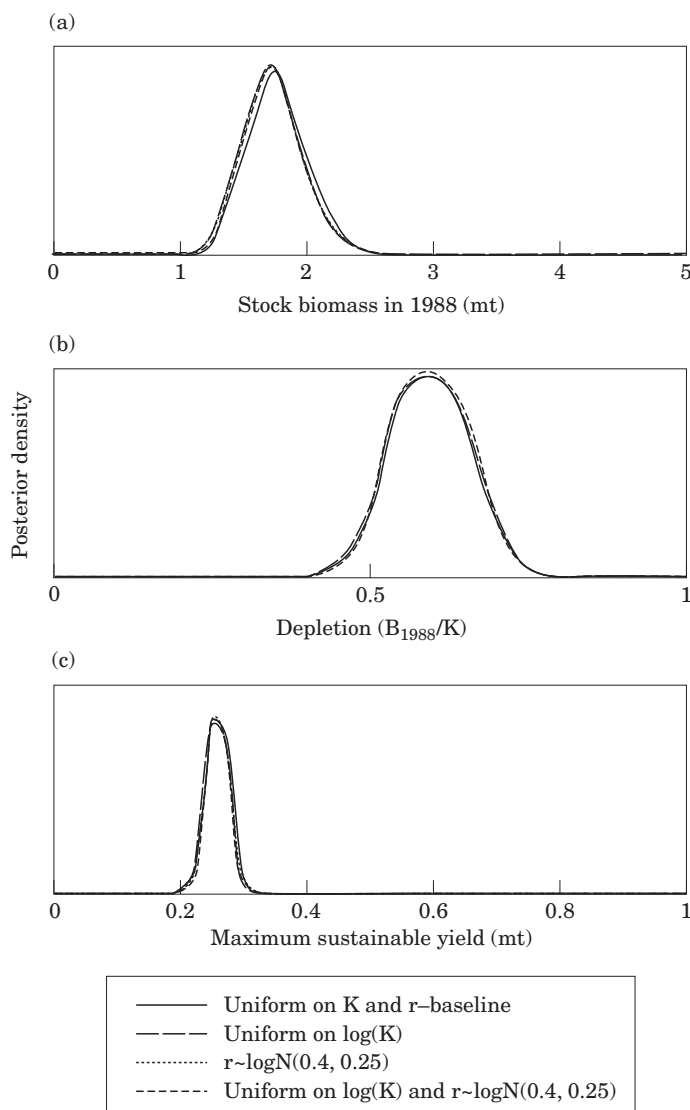 (a)
0 1 2 3 4 5
Stock biomass in 1988 (mt)
(b)
Posterior density
0 0.5 1
Depletion (B₁₉₈₈/K)
(c)
0 0.2 0.4 0.6 0.8 1
Maximum sustainable yield (mt)
Uniform on K and r–baseline
Uniform on log(K)
r~logN(0.4, 0.25)
Uniform on log(K) and r~logN(0.4, 0.25)